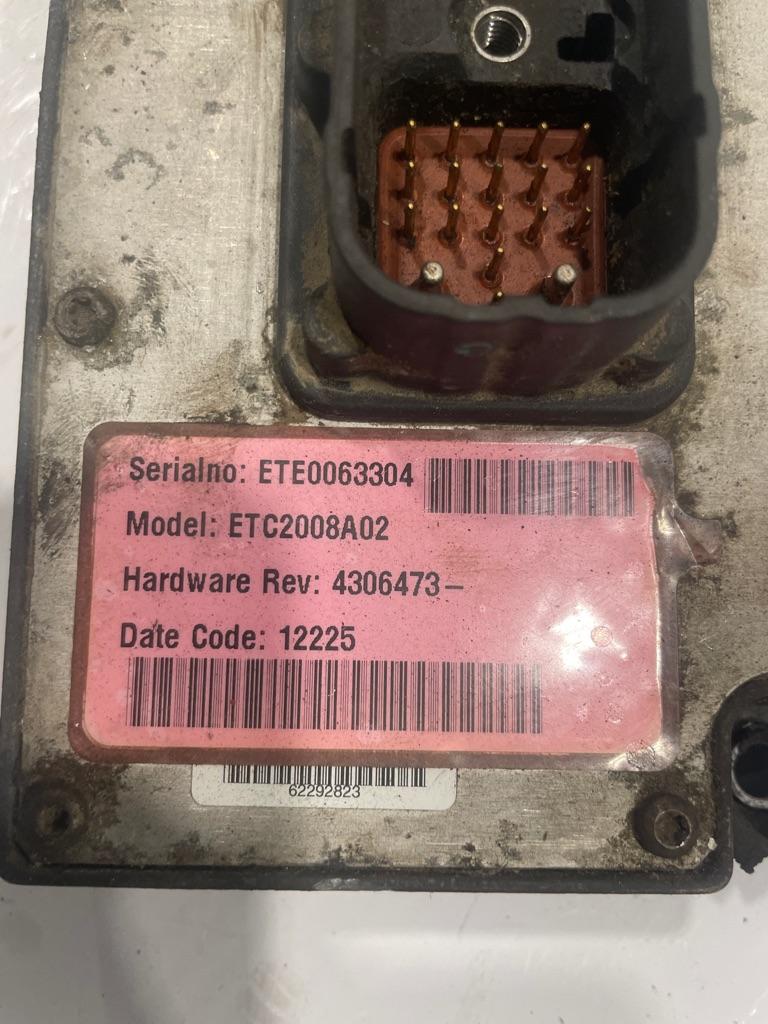 Serialno: ETE0063304
Model: ETC2008A02
Hardware Rev: 4306473-
Date Code: 12225
62292823